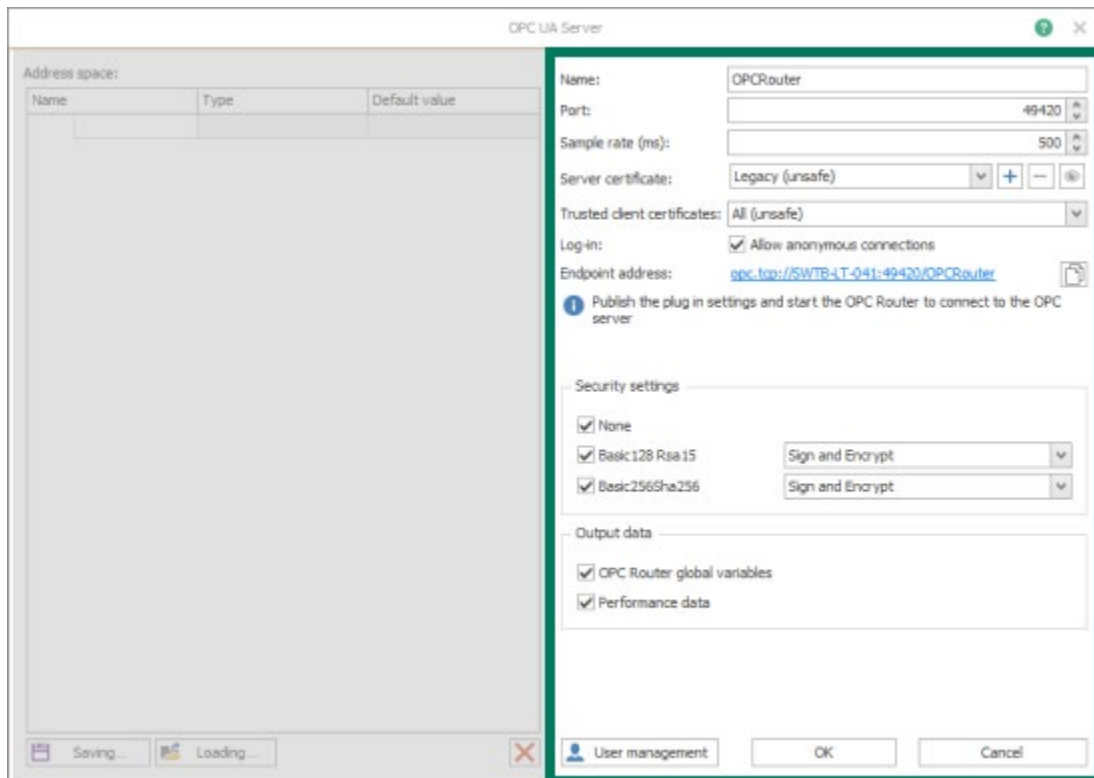 OPC UA Server
Address space:
Name Type Default value
Name: OPCRouter
Port: 49420
Sample rate (ms): 500
Server certificate: Legacy (unsafe)
Trusted client certificates: All (unsafe)
Log-in: Allow anonymous connections
Endpoint address: opc.tcp://SWTB-LT-041:49420/OPCRouter
Publish the plug in settings and start the OPC Router to connect to the OPC
server
Security settings
None
Basic128Rsa15 Sign and Encrypt
Basic256Sha256 Sign and Encrypt
Output data
OPC Router global variables
Performance data
Saving... Loading... User management OK Cancel